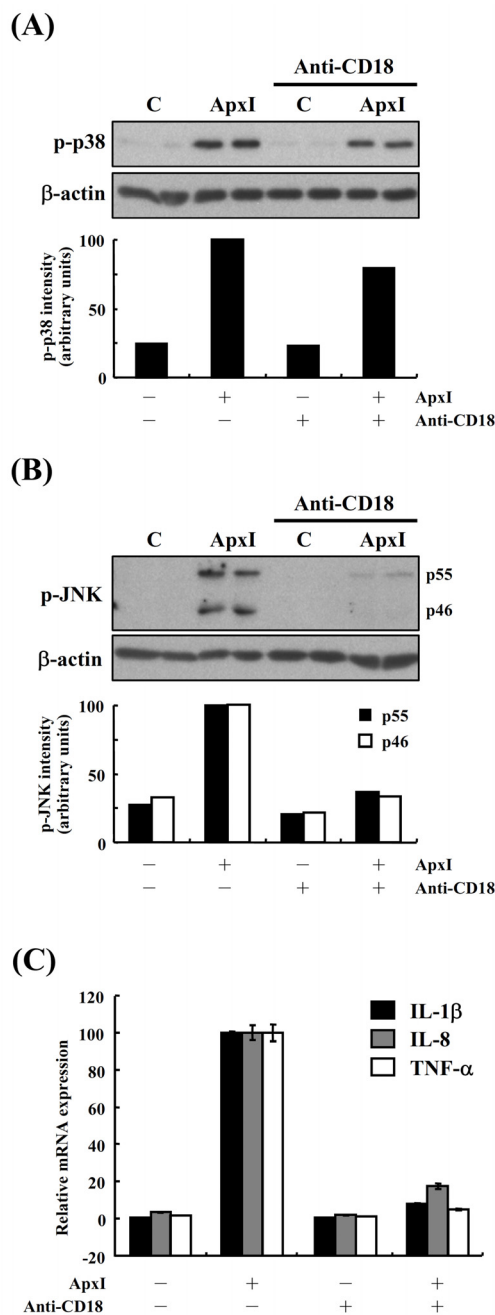 (A)
Anti-CD18
C ApxI C ApxI
p-p38
β-actin
p-p38 intensity
(arbitrary units)
100
50
0
− + − + ApxI
− − + + Anti-CD18
(B)
Anti-CD18
C ApxI C ApxI
p-JNK
p55
p46
β-actin
p-JNK intensity
(arbitrary units)
100
50
0
p55
p46
− + − + ApxI
− − + + Anti-CD18
(C)
Relative mRNA expression
120
100
80
60
40
20
0
-20
IL-1β
IL-8
TNF-α
ApxI − + − +
Anti-CD18 − − + +